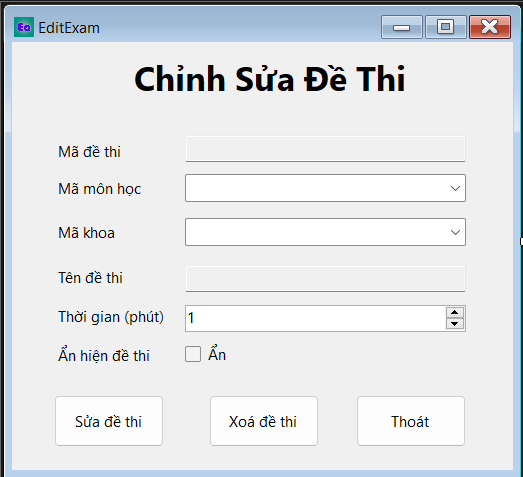 EditExam
Chỉnh Sửa Đề Thi
Mã đề thi
Mã môn học
Mã khoa
Tên đề thi
Thời gian (phút) 1
Ẩn hiện đề thi Ẩn
Sửa đề thi Xoá đề thi Thoát